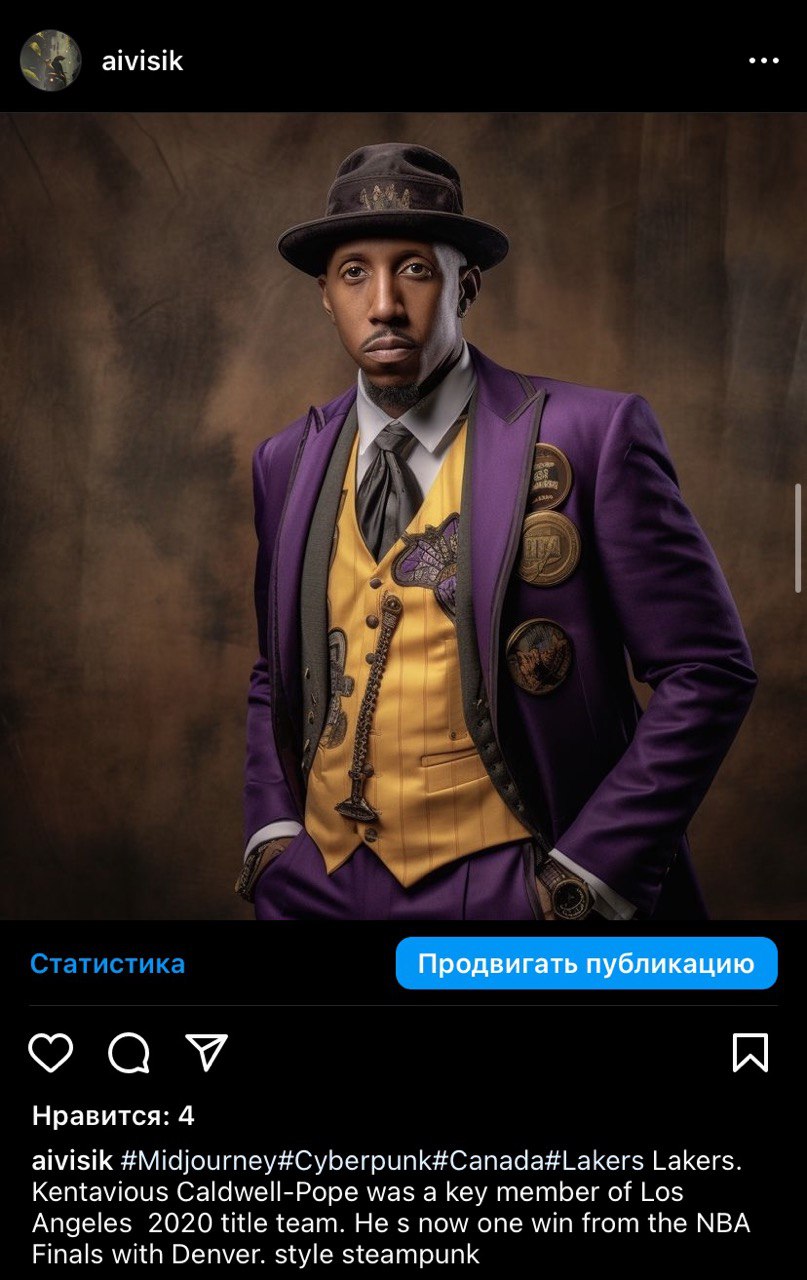 aivisik
Статистика
Продвигать публикацию
Нравится: 4
aivisik #Midjourney#Cyberpunk#Canada#Lakers Lakers.
Kentavious Caldwell-Pope was a key member of Los
Angeles  2020 title team. He s now one win from the NBA
Finals with Denver. style steampunk